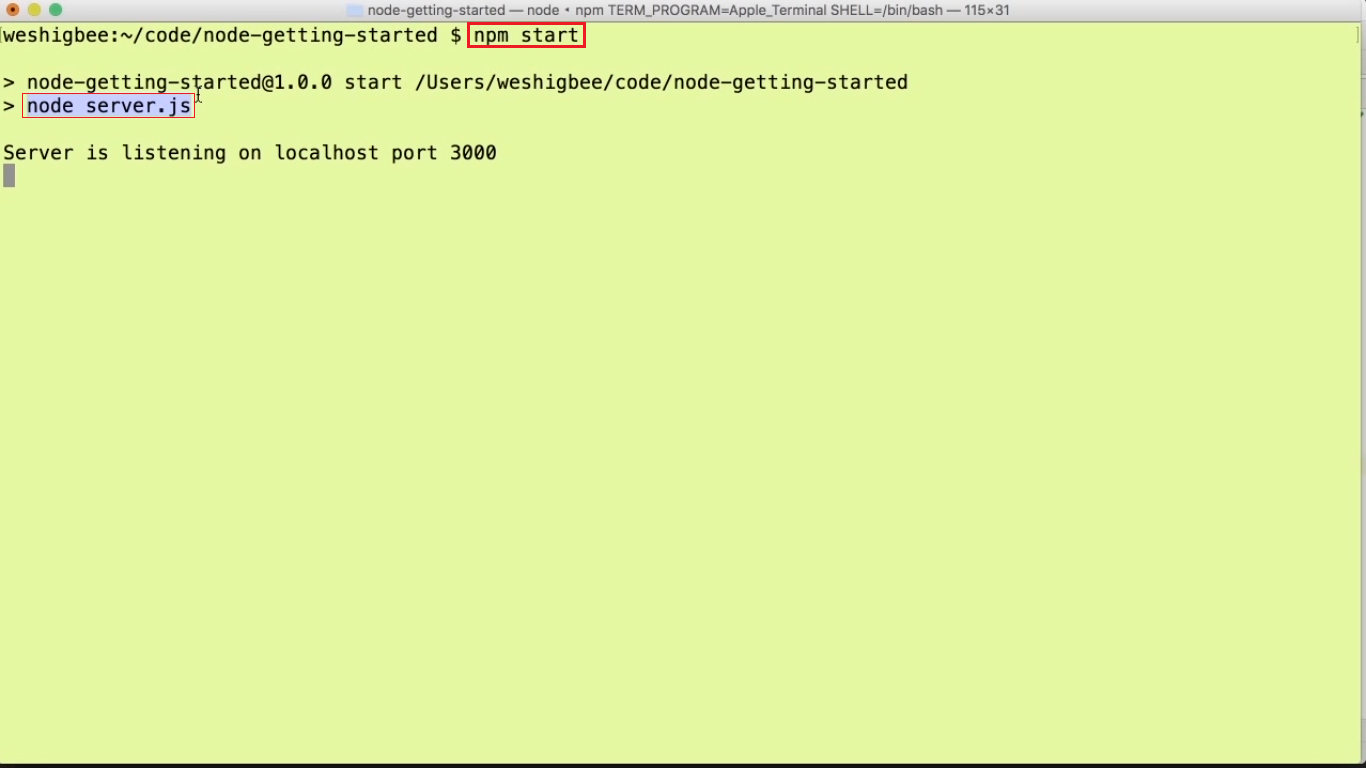 node-getting-started — node • npm TERM_PROGRAM=Apple_Terminal SHELL=/bin/bash — 115×31
weshigbee:~/code/node-getting-started $ npm start
> node-getting-started@1.0.0 start /Users/weshigbee/code/node-getting-started
> node server.js
Server is listening on localhost port 3000